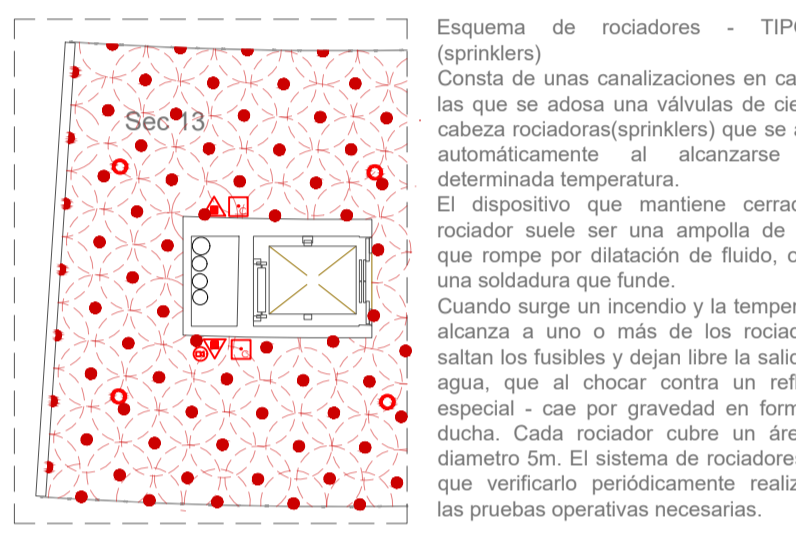 Esquema de rociadores - TIPO
(sprinklers)
Consta de unas canalizaciones en
las que se adosa una válvulas de
cabeza rociadoras(sprinklers) que se
automáticamente al alcanzarse
determinada temperatura.
El dispositivo que mantiene
rociador suele ser una ampolla de
que rompe por dilatación de fluido,
una soldadura que funde.
Cuando surge un incendio y la
alcanza a uno o más de los
saltan los fusibles y dejan libre la
agua, que al chocar contra un
especial - cae por gravedad en
ducha. Cada rociador cubre un
diametro 5m. El sistema de
que verificarlo periódicamente
las pruebas operativas necesarias.
Sec 13